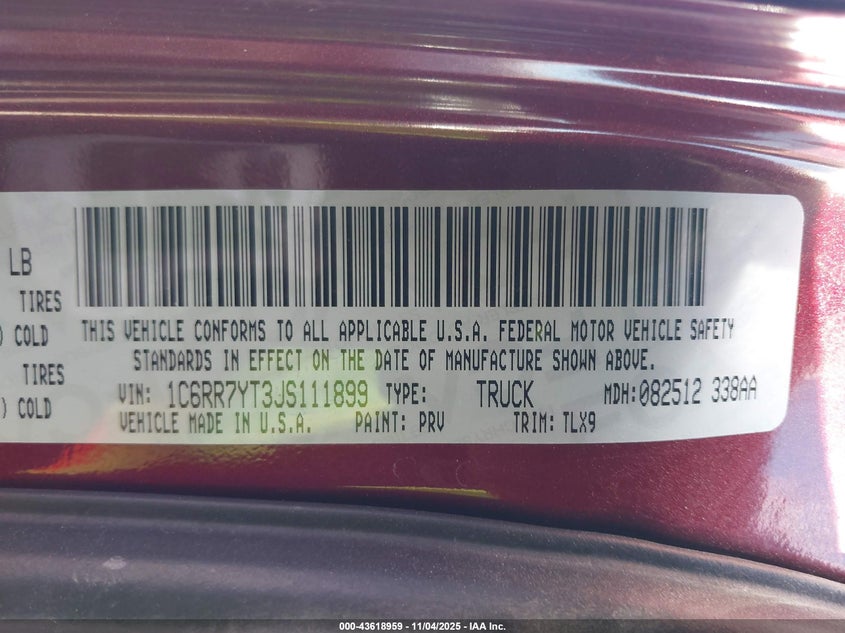 LB
TIRES
) COLD
TIRES
) COLD
THIS VEHICLE CONFORMS TO ALL APPLICABLE U.S.A. FEDERAL MOTOR VEHICLE SAFETY
STANDARDS IN EFFECT ON THE DATE OF MANUFACTURE SHOWN ABOVE.
VIN: 1C6RR7YT3JS111899 TYPE: TRUCK MDH:082512 338AA
VEHICLE MADE IN U.S.A. PAINT: PRV TRIM: TLX9
000-43618959 - 11/04/2025 - IAA Inc.